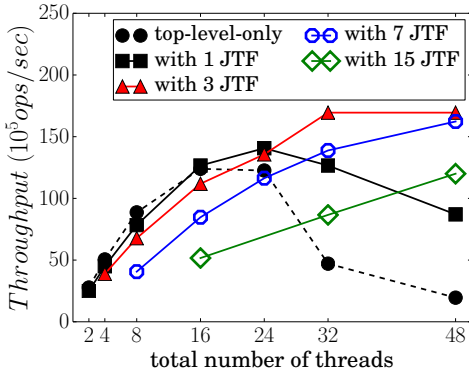 250
200
150
100
50
0
Throughput (10^5 ops/sec)
top-level-only
with 1 JTF
with 3 JTF
with 7 JTF
with 15 JTF
2 4 8 16 24 32 48
total number of threads